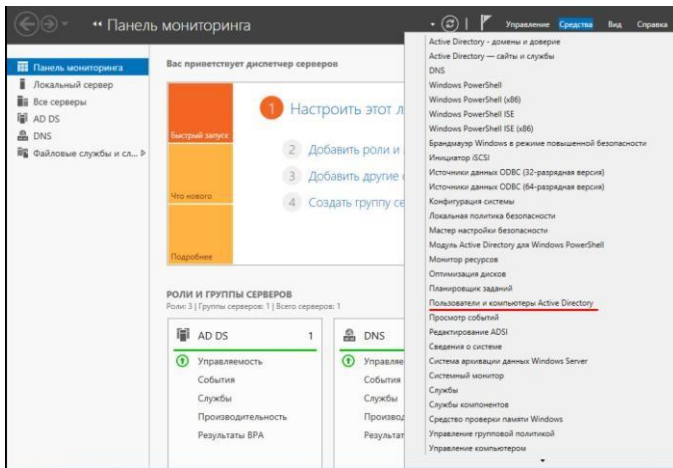 Панель мониторинга
Управление Средства Вид Справка
Панель мониторинга
Локальный сервер
Все серверы
AD DS
DNS
Файловые службы и сл...
Вас приветствует диспетчер серверов
Быстрый запуск
Что нового
Подробнее
1 Настроить этот л
2 Добавить роли и
3 Добавить другие
4 Создать группу се
РОЛИ И ГРУППЫ СЕРВЕРОВ
Роли: 3 | Группы серверов: 1 | Всего серверов: 1
AD DS 1
Управляемость
События
Службы
Производительность
Результаты BPA
DNS
Управляе
События
Службы
Производ
Результат
Active Directory - домены и доверие
Active Directory — сайты и службы
DNS
Windows PowerShell
Windows PowerShell (x86)
Windows PowerShell ISE
Windows PowerShell ISE (x86)
Брандмауэр Windows в режиме повышенной безопасности
Инициатор iSCSI
Источники данных ODBC (32-разрядная версия)
Источники данных ODBC (64-разрядная версия)
Конфигурация системы
Локальная политика безопасности
Мастер настройки безопасности
Модуль Active Directory для Windows PowerShell
Монитор ресурсов
Оптимизация дисков
Планировщик заданий
Пользователи и компьютеры Active Directory
Просмотр событий
Редактирование ADSI
Сведения о системе
Система архивации данных Windows Server
Системный монитор
Службы
Службы компонентов
Средство проверки памяти Windows
Управление групповой политикой
Управление компьютером